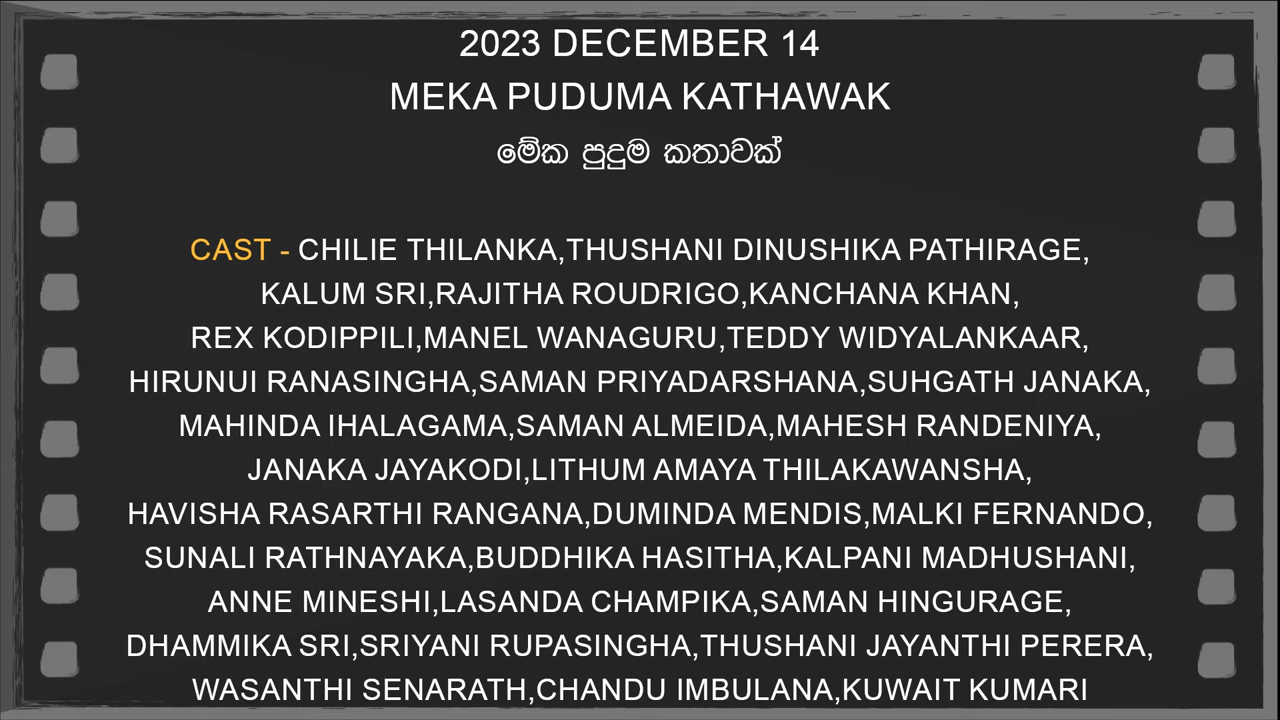 2023 DECEMBER 14
MEKA PUDUMA KATHAWAK
මේක පුදුම කතාවක්
CAST - CHILIE THILANKA,THUSHANI DINUSHIKA PATHIRAGE,
KALUM SRI,RAJITHA ROUDRIGO,KANCHANA KHAN,
REX KODIPPILI,MANEL WANAGURU,TEDDY WIDYALANKAAR,
HIRUNUI RANASINGHA,SAMAN PRIYADARSHANA,SUHGATH JANAKA,
MAHINDA IHALAGAMA,SAMAN ALMEIDA,MAHESH RANDENIYA,
JANAKA JAYAKODI,LITHUM AMAYA THILAKAWANSHA,
HAVISHA RASARTHI RANGANA,DUMINDA MENDIS,MALKI FERNANDO,
SUNALI RATHNAYAKA,BUDDHIKA HASITHA,KALPANI MADHUSHANI,
ANNE MINESHI,LASANDA CHAMPIKA,SAMAN HINGURAGE,
DHAMMIKA SRI,SRIYANI RUPASINGHA,THUSHANI JAYANTHI PERERA,
WASANTHI SENARATH,CHANDU IMBULANA,KUWAIT KUMARI